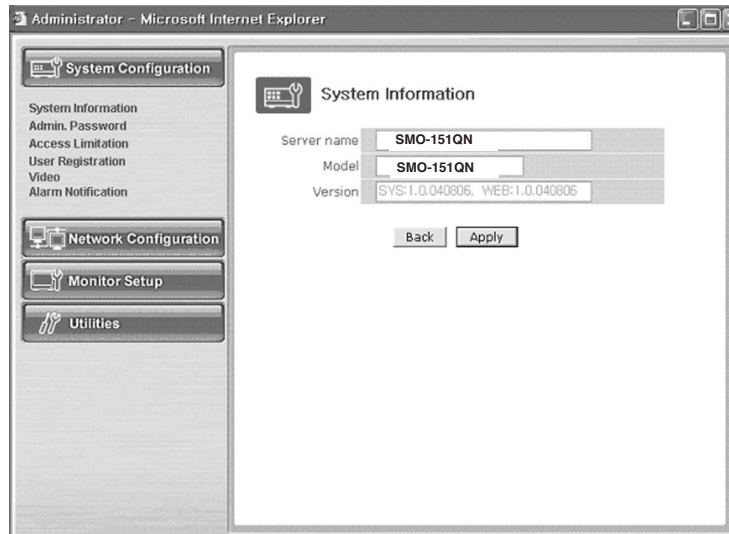 Administrator - Microsoft Internet Explorer
System Configuration
System Information
Admin. Password
Access Limitation
User Registration
Video
Alarm Notification
Network Configuration
Monitor Setup
Utilities
System Information
Server name SMO-151QN
Model SMO-151QN
Version SYS:1.0.040806, WEB:1.0.040806
Back Apply